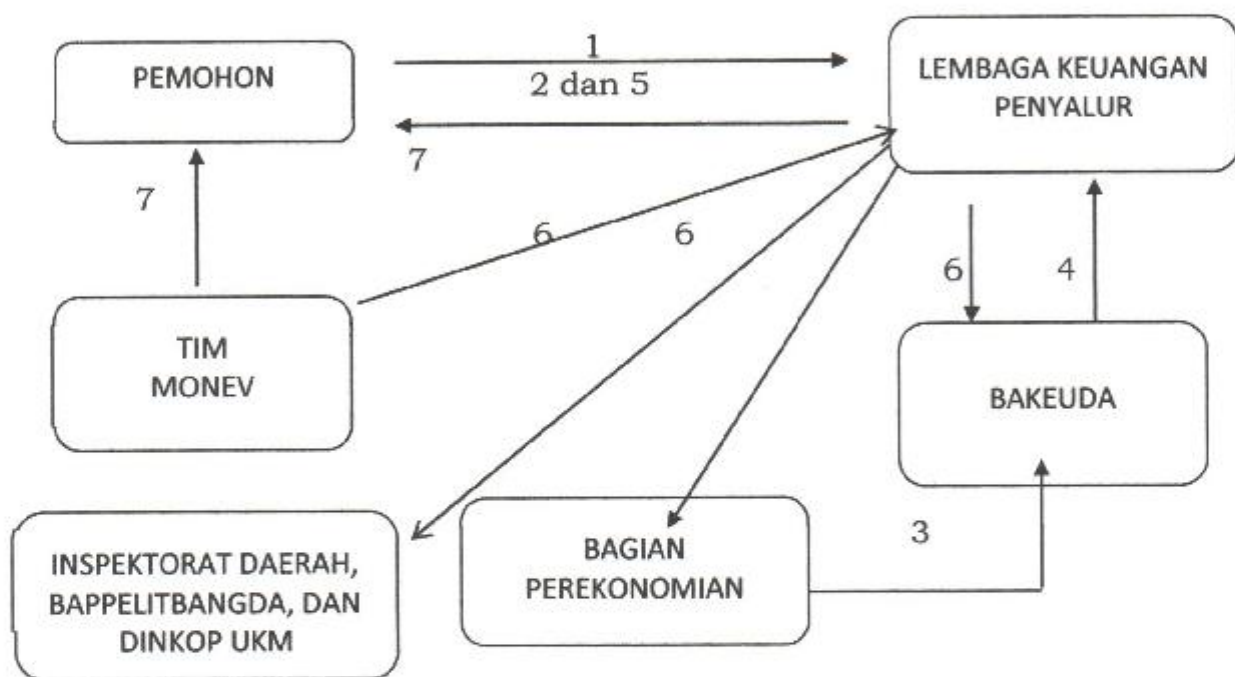 1
PEMOHON
LEMBAGA KEUANGAN
PENYALUR
2 dan 5
7
7
6
6
6
4
TIM
MONEV
BAKEUDA
3
BAGIAN
PEREKONOMIAN
INSPEKTORAT DAERAH,
BAPPELITBANGDA, DAN
DINKOP UKM